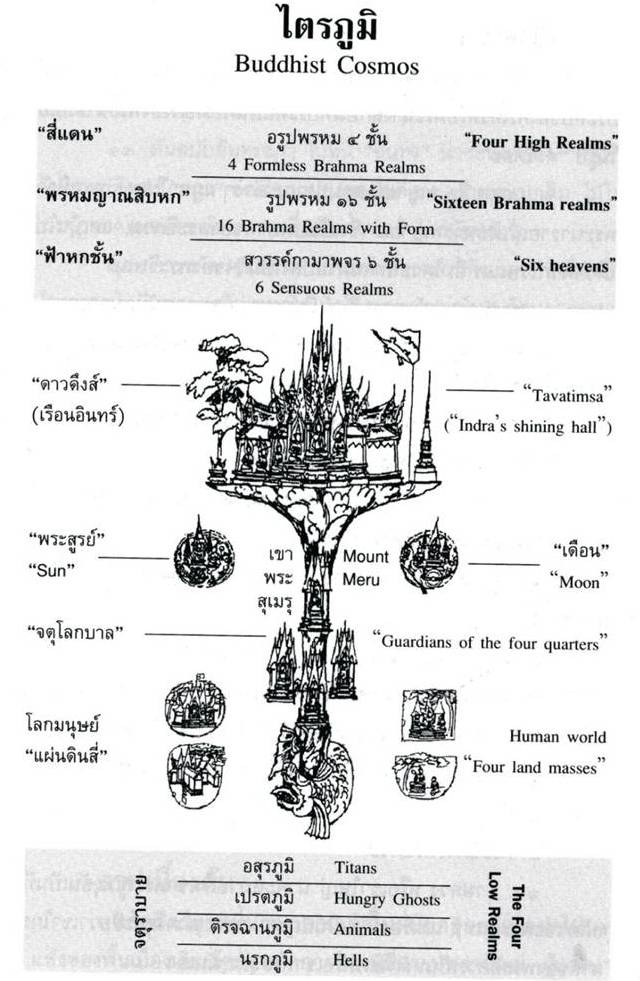 ไตรภูมิ
Buddhist Cosmos
“สี่แดน” อรูปพรหม ๔ ชั้น “Four High Realms”
4 Formless Brahma Realms
“พรหมญาณสิบหก” รูปพรหม ๑๖ ชั้น “Sixteen Brahma realms”
16 Brahma Realms with Form
“ฟ้าหกชั้น” สวรรค์กามาพจร ๖ ชั้น “Six heavens”
6 Sensuous Realms
“ดาวดึงส์” “Tavatimsa”
(เรือนอินทร์) (“Indra’s shining hall”)
“พระสูรย์” เขา Mount “เดือน”
“Sun” พระ Meru “Moon”
สุเมรุ
“จตุโลกบาล” “Guardians of the four quarters”
โลกมนุษย์ Human world
“แผ่นดินสี่” “Four land masses”
อสุรภูมิ Titans
เปรตภูมิ Hungry Ghosts
ดิรจฉานภูมิ Animals
นรกภูมิ Hells
The Four
Low Realms